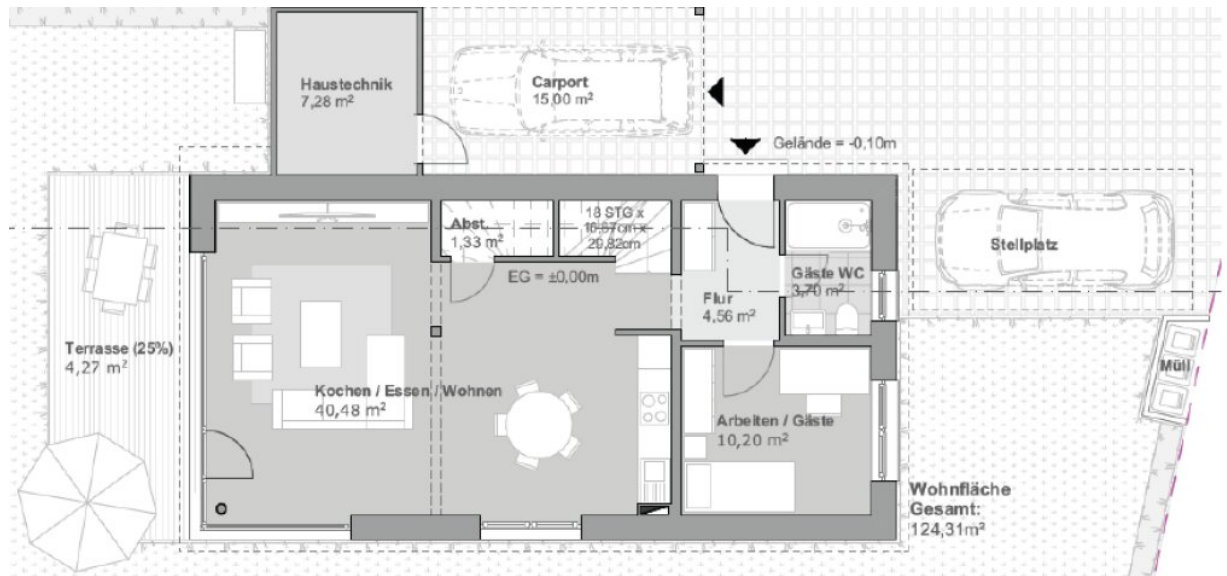 Haustechnik
7,28 m²
Carport
15,00 m²
Gelände = -0,10m
Abst.
1,33 m²
18 STG x
16,67cm x
29,82cm
EG = ±0,00m
Gäste WC
3,70 m²
Flur
4,56 m²
Stellplatz
Terrasse (25%)
4,27 m²
Kochen / Essen / Wohnen
40,48 m²
Arbeiten / Gäste
10,20 m²
Müll
Wohnfläche
Gesamt:
124,31m²